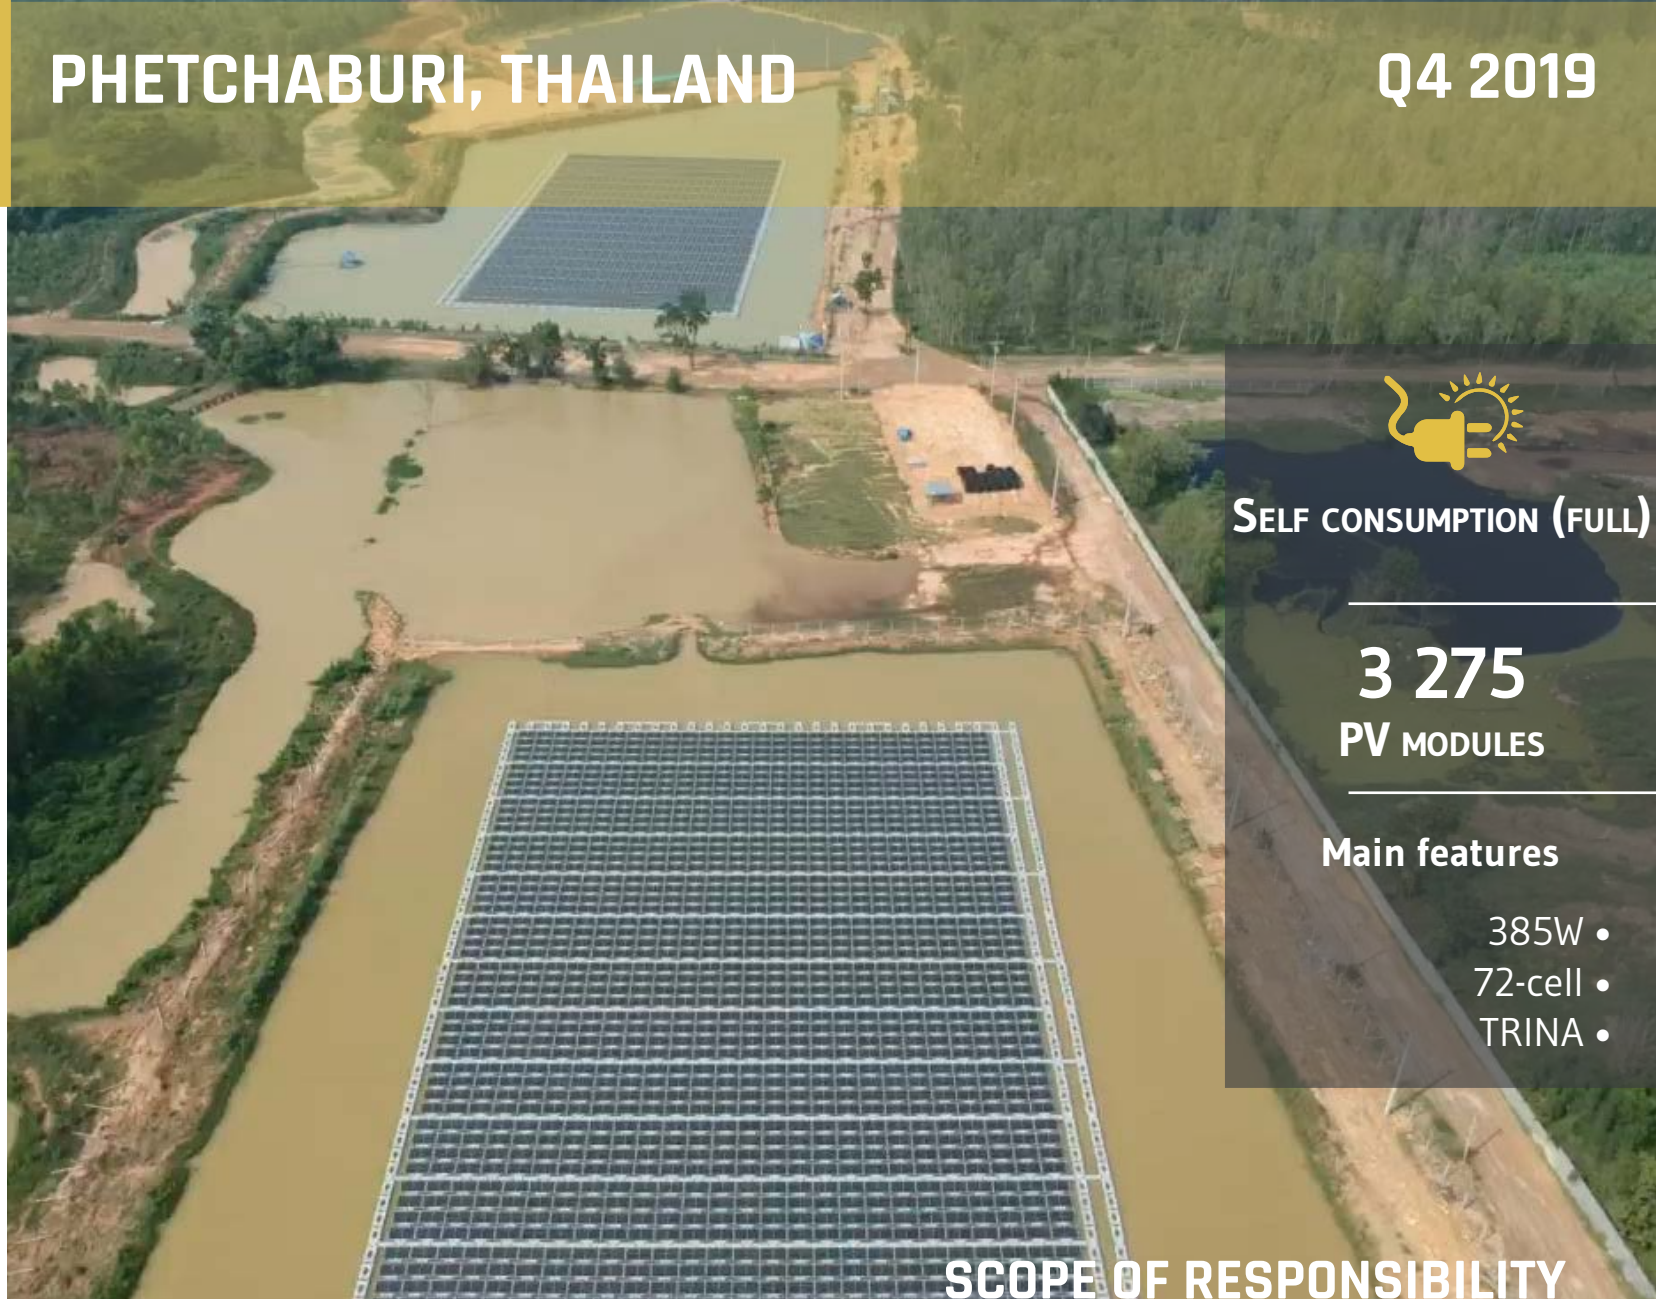 PHETCHABURI, THAILAND
Q4 2019
SELF CONSUMPTION (FULL)
3 275
PV MODULES
Main features
385W •
72-cell •
TRINA •
SCOPE OF RESPONSIBILITY